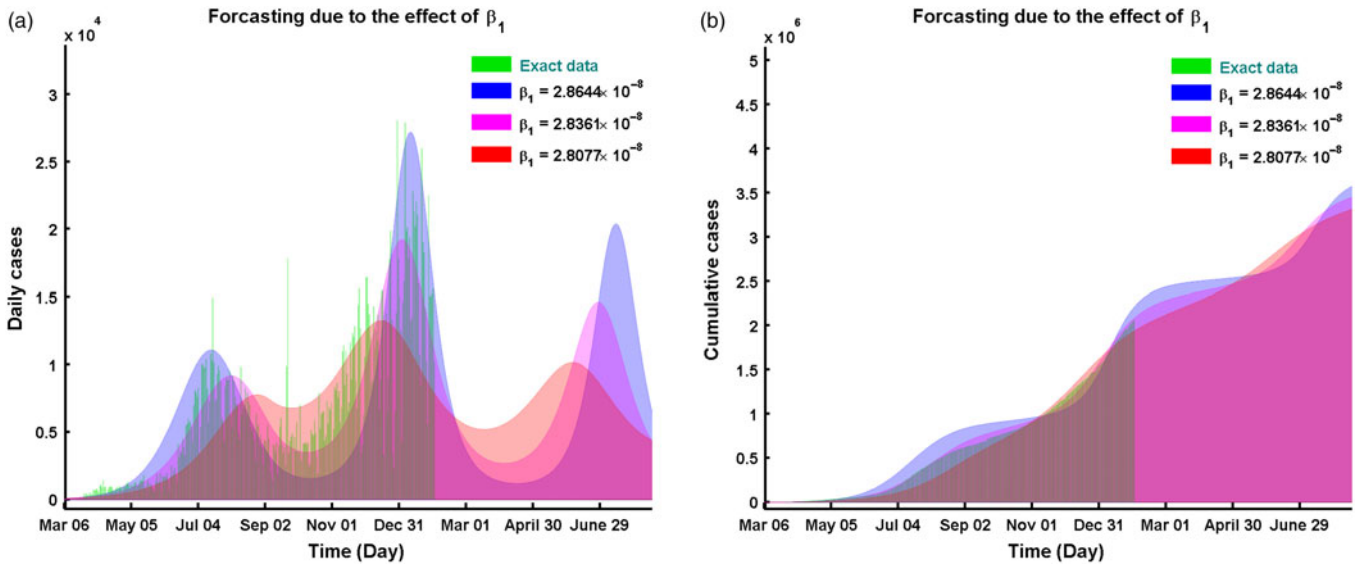 (a)
Forcasting due to the effect of β1
x 10^4
Exact data
β1 = 2.8644× 10^−8
β1 = 2.8361× 10^−8
β1 = 2.8077× 10^−8
Daily cases
3
2.5
2
1.5
1
0.5
0
Mar 06 May 05 Jul 04 Sep 02 Nov 01 Dec 31 Mar 01 April 30 June 29
Time (Day)
(b)
Forcasting due to the effect of β1
x 10^6
Exact data
β1 = 2.8644× 10^−8
β1 = 2.8361× 10^−8
β1 = 2.8077× 10^−8
Cumulative cases
5
4.5
4
3.5
3
2.5
2
1.5
1
0.5
0
Mar 06 May 05 Jul 04 Sep 02 Nov 01 Dec 31 Mar 01 April 30 June 29
Time (Day)